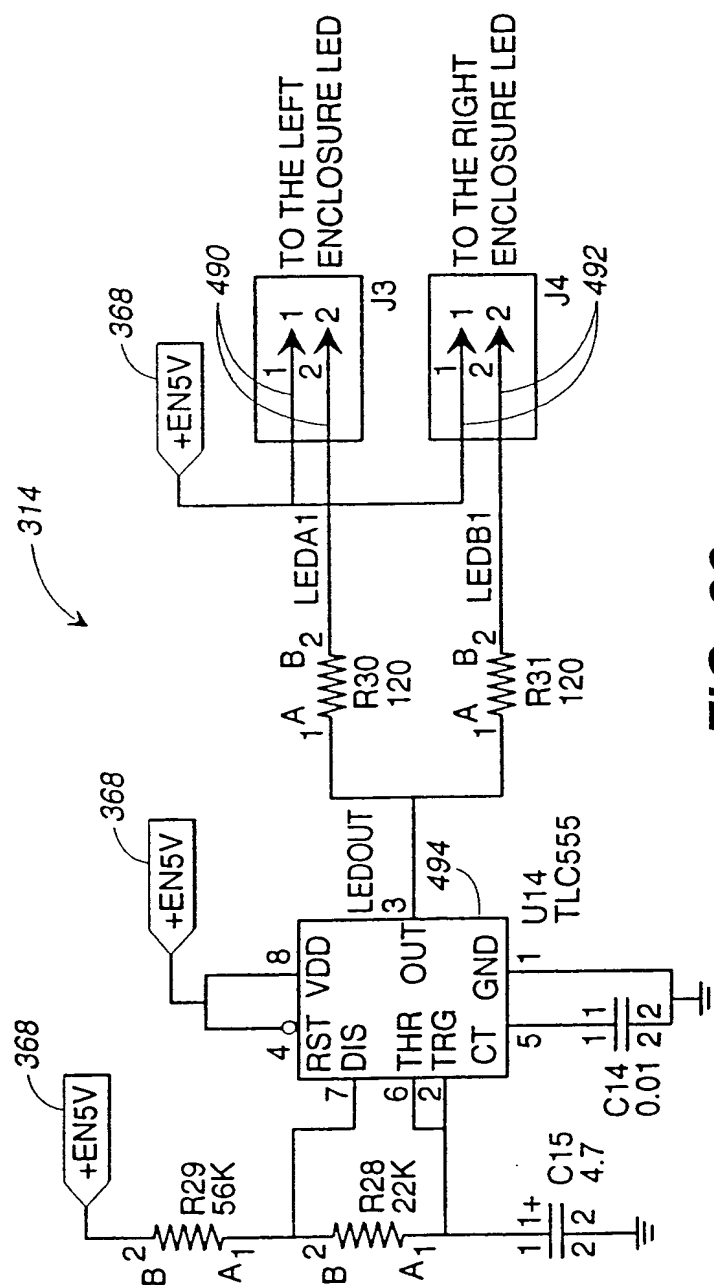 314
368
+EN5V
R29
56K
B
2
A
1
R28
22K
B
2
A
1
C15
4.7
1
1+
2
2
368
+EN5V
4
8
RST
VDD
DIS
7
THR
6
TRG
2
OUT
3
CT
GND
5
1
U14
TLC555
494
C14
0.01
1
1
2
2
LEDOUT
1
A
B
2
R30
120
LEDA1
1
A
B
2
R31
120
LEDB1
368
+EN5V
490
1
1
2
2
J3
TO THE LEFT
ENCLOSURE LED
1
1
2
2
J4
492
TO THE RIGHT
ENCLOSURE LED